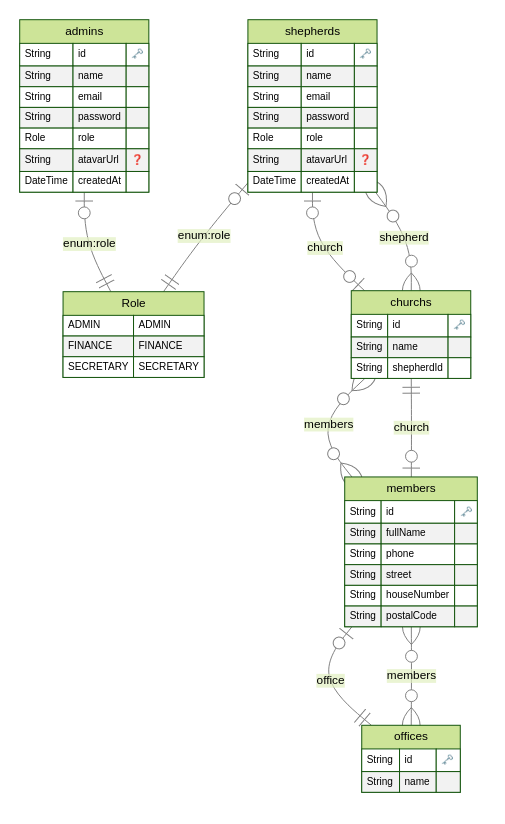 admins
String id
String name
String email
String password
Role role
String atavarUrl ❓
DateTime createdAt
shepherds
String id
String name
String email
String password
Role role
String atavarUrl ❓
DateTime createdAt
enum:role
enum:role
church
shepherd
Role
ADMIN ADMIN
FINANCE FINANCE
SECRETARY SECRETARY
churchs
String id
String name
String shepherdId
members
church
members
String id
String fullName
String phone
String street
String houseNumber
String postalCode
office
members
offices
String id
String name